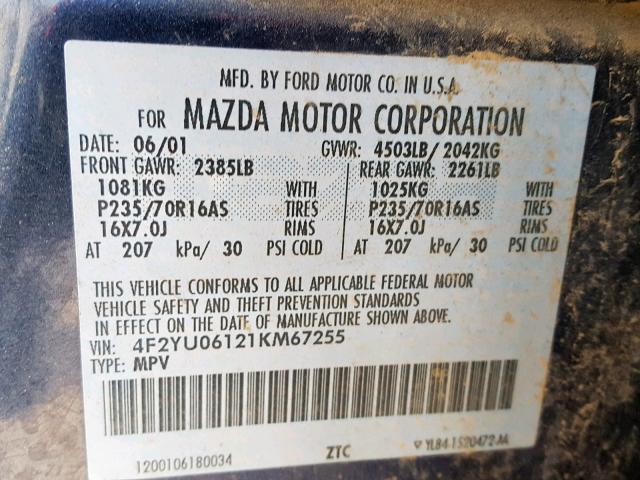 MFD. BY FORD MOTOR CO. IN U.S.A.
FOR MAZDA MOTOR CORPORATION
DATE: 06/01 GVWR: 4503LB/ 2042KG
FRONT GAWR: 2385LB REAR GAWR: 2261LB
1081KG WITH 1025KG WITH
P235/70R16AS TIRES P235/70R16AS TIRES
16X7.0J RIMS 16X7.0J RIMS
AT 207 kPa/ 30 PSI COLD AT 207 kPa/ 30 PSI COLD
THIS VEHICLE CONFORMS TO ALL APPLICABLE FEDERAL MOTOR
VEHICLE SAFETY AND THEFT PREVENTION STANDARDS
IN EFFECT ON THE DATE OF MANUFACTURE SHOWN ABOVE.
VIN: 4F2YU06121KM67255
TYPE: MPV
1200106180034 ZTC YL84-1520472-AA